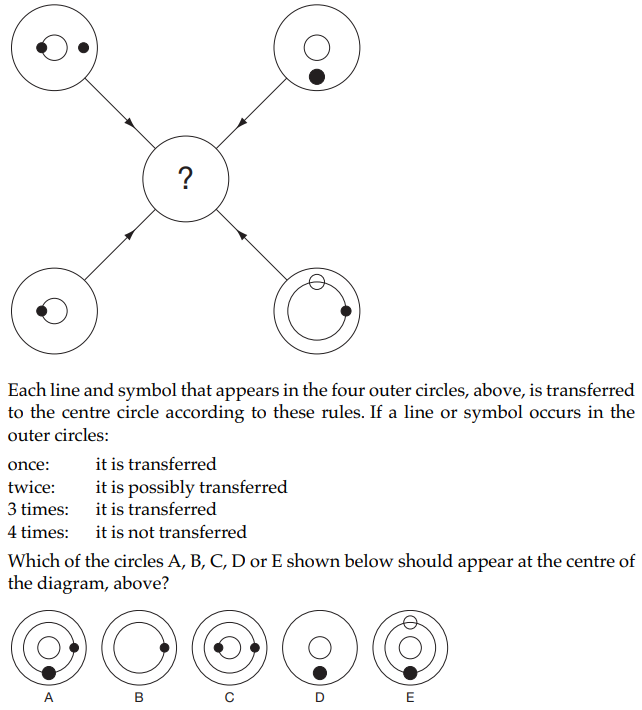 ?
Each line and symbol that appears in the four outer circles, above, is transferred
to the centre circle according to these rules. If a line or symbol occurs in the
outer circles:
once: it is transferred
twice: it is possibly transferred
3 times: it is transferred
4 times: it is not transferred
Which of the circles A, B, C, D or E shown below should appear at the centre of
the diagram, above?
A B C D E